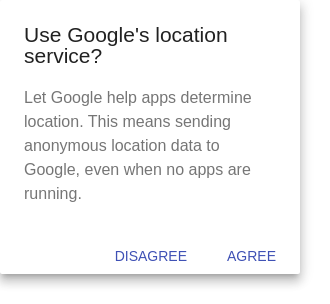 Use Google's location
service?
Let Google help apps determine
location. This means sending
anonymous location data to
Google, even when no apps are
running.
DISAGREE AGREE